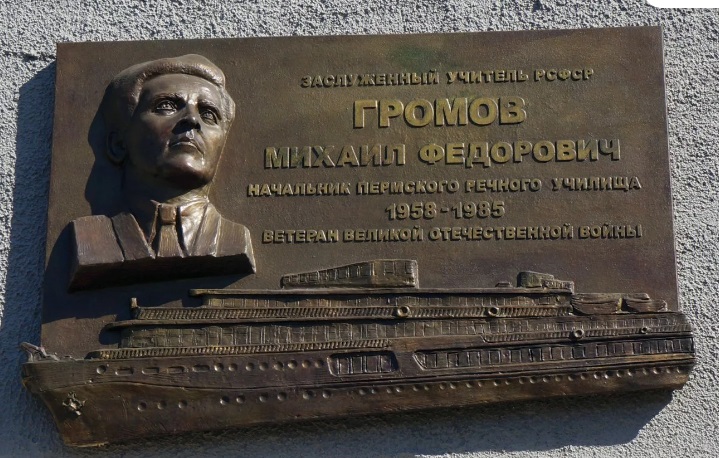 ЗАСЛУЖЕННЫЙ УЧИТЕЛЬ РСФСР
ГРОМОВ
МИХАИЛ ФЕДОРОВИЧ
НАЧАЛЬНИК ПЕРМСКОГО РЕЧНОГО УЧИЛИЩА
1958-1985
ВЕТЕРАН ВЕЛИКОЙ ОТЕЧЕСТВЕННОЙ ВОЙНЫ